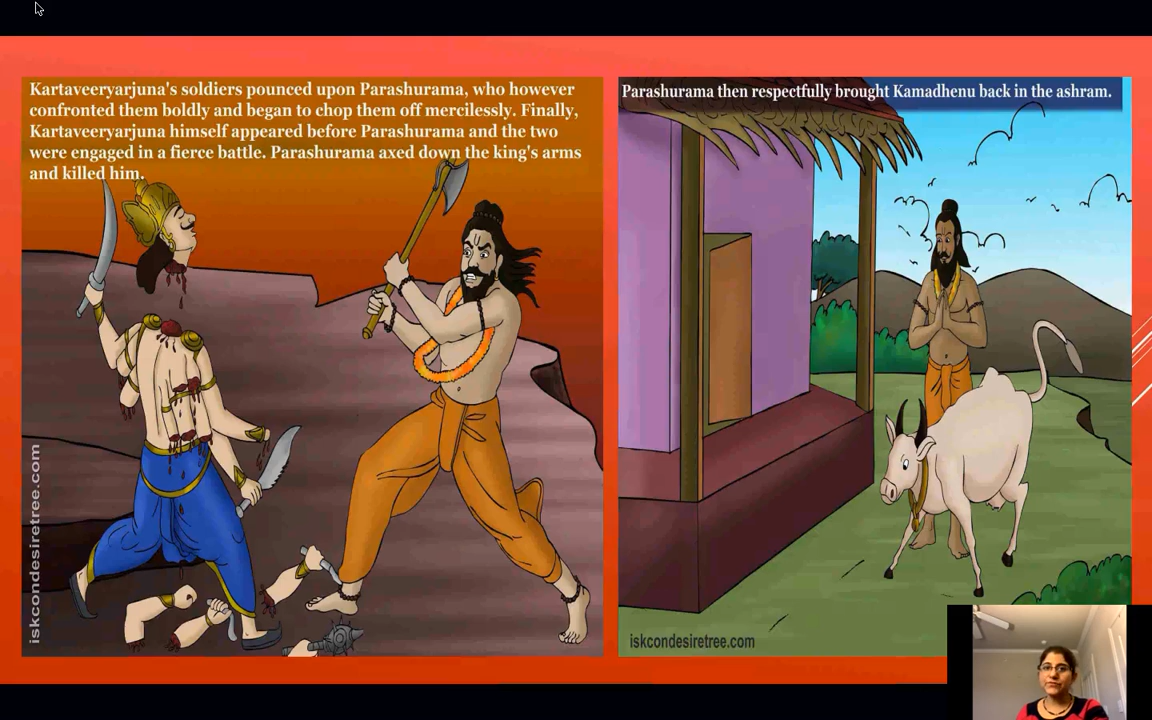 Kartaveeryarjuna's soldiers pounced upon Parashurama, who however
confronted them boldly and began to chop them off mercilessly. Finally,
Kartaveeryarjuna himself appeared before Parashurama and the two
were engaged in a fierce battle. Parashurama axed down the king's arms
and killed him.
iskcondesiretree.com
Parashurama then respectfully brought Kamadhenu back in the ashram.
iskcondesiretree.com